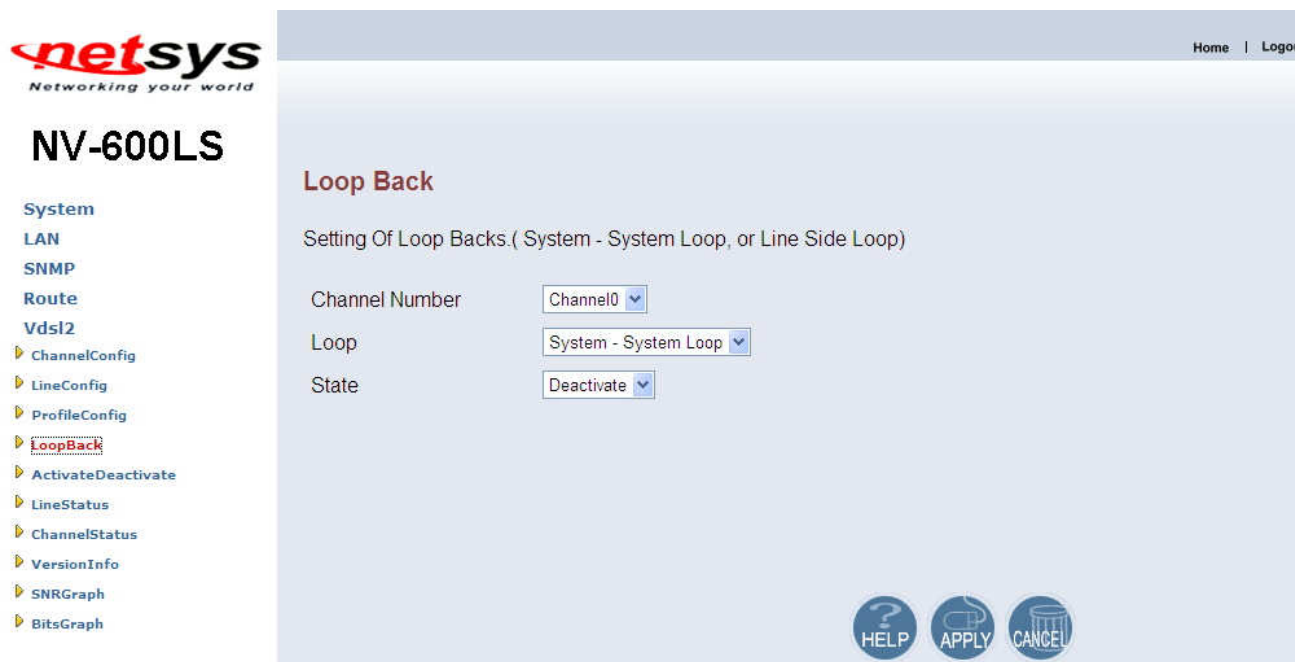 netsys
Networking your world
Home | Logou
NV-600LS
System
LAN
SNMP
Route
Vdsl2
ChannelConfig
LineConfig
ProfileConfig
LoopBack
ActivateDeactivate
LineStatus
ChannelStatus
VersionInfo
SNRGraph
BitsGraph
Loop Back
Setting Of Loop Backs.( System - System Loop, or Line Side Loop)
Channel Number Channel0
Loop System - System Loop
State Deactivate
HELP APPLY CANCEL